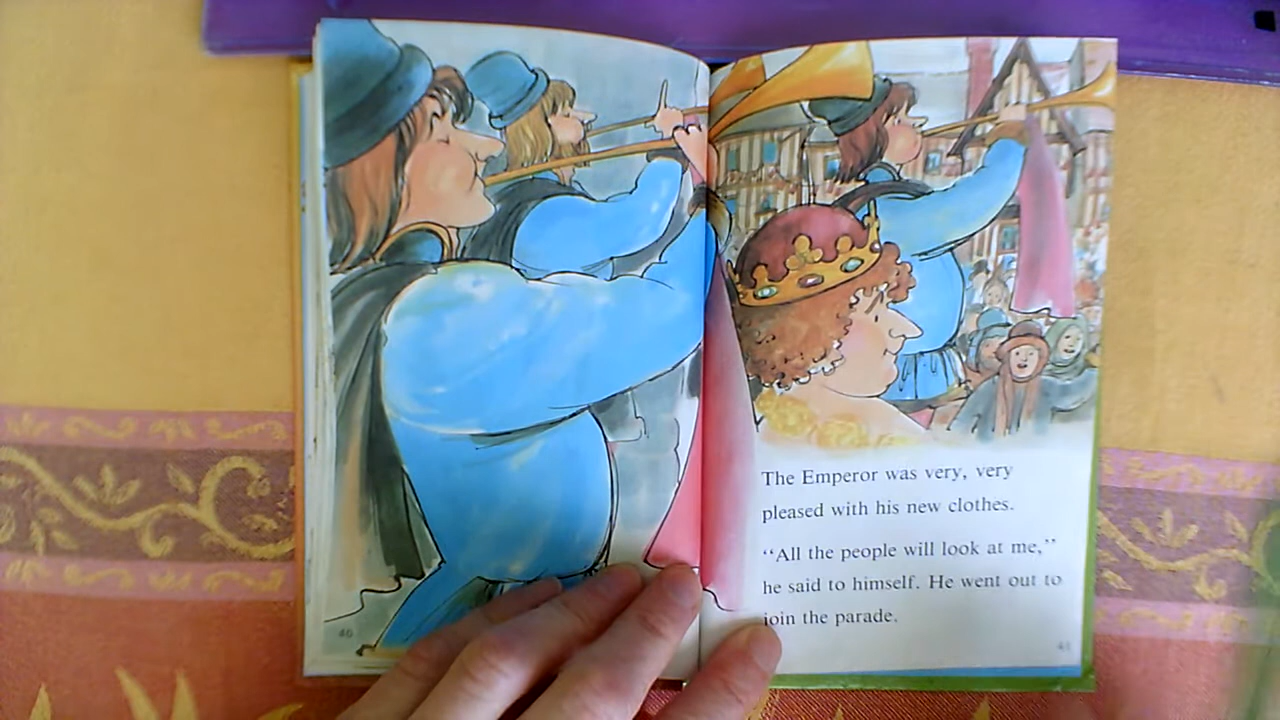 The Emperor was very, very
pleased with his new clothes.
“All the people will look at me,”
he said to himself. He went out to
join the parade.
40